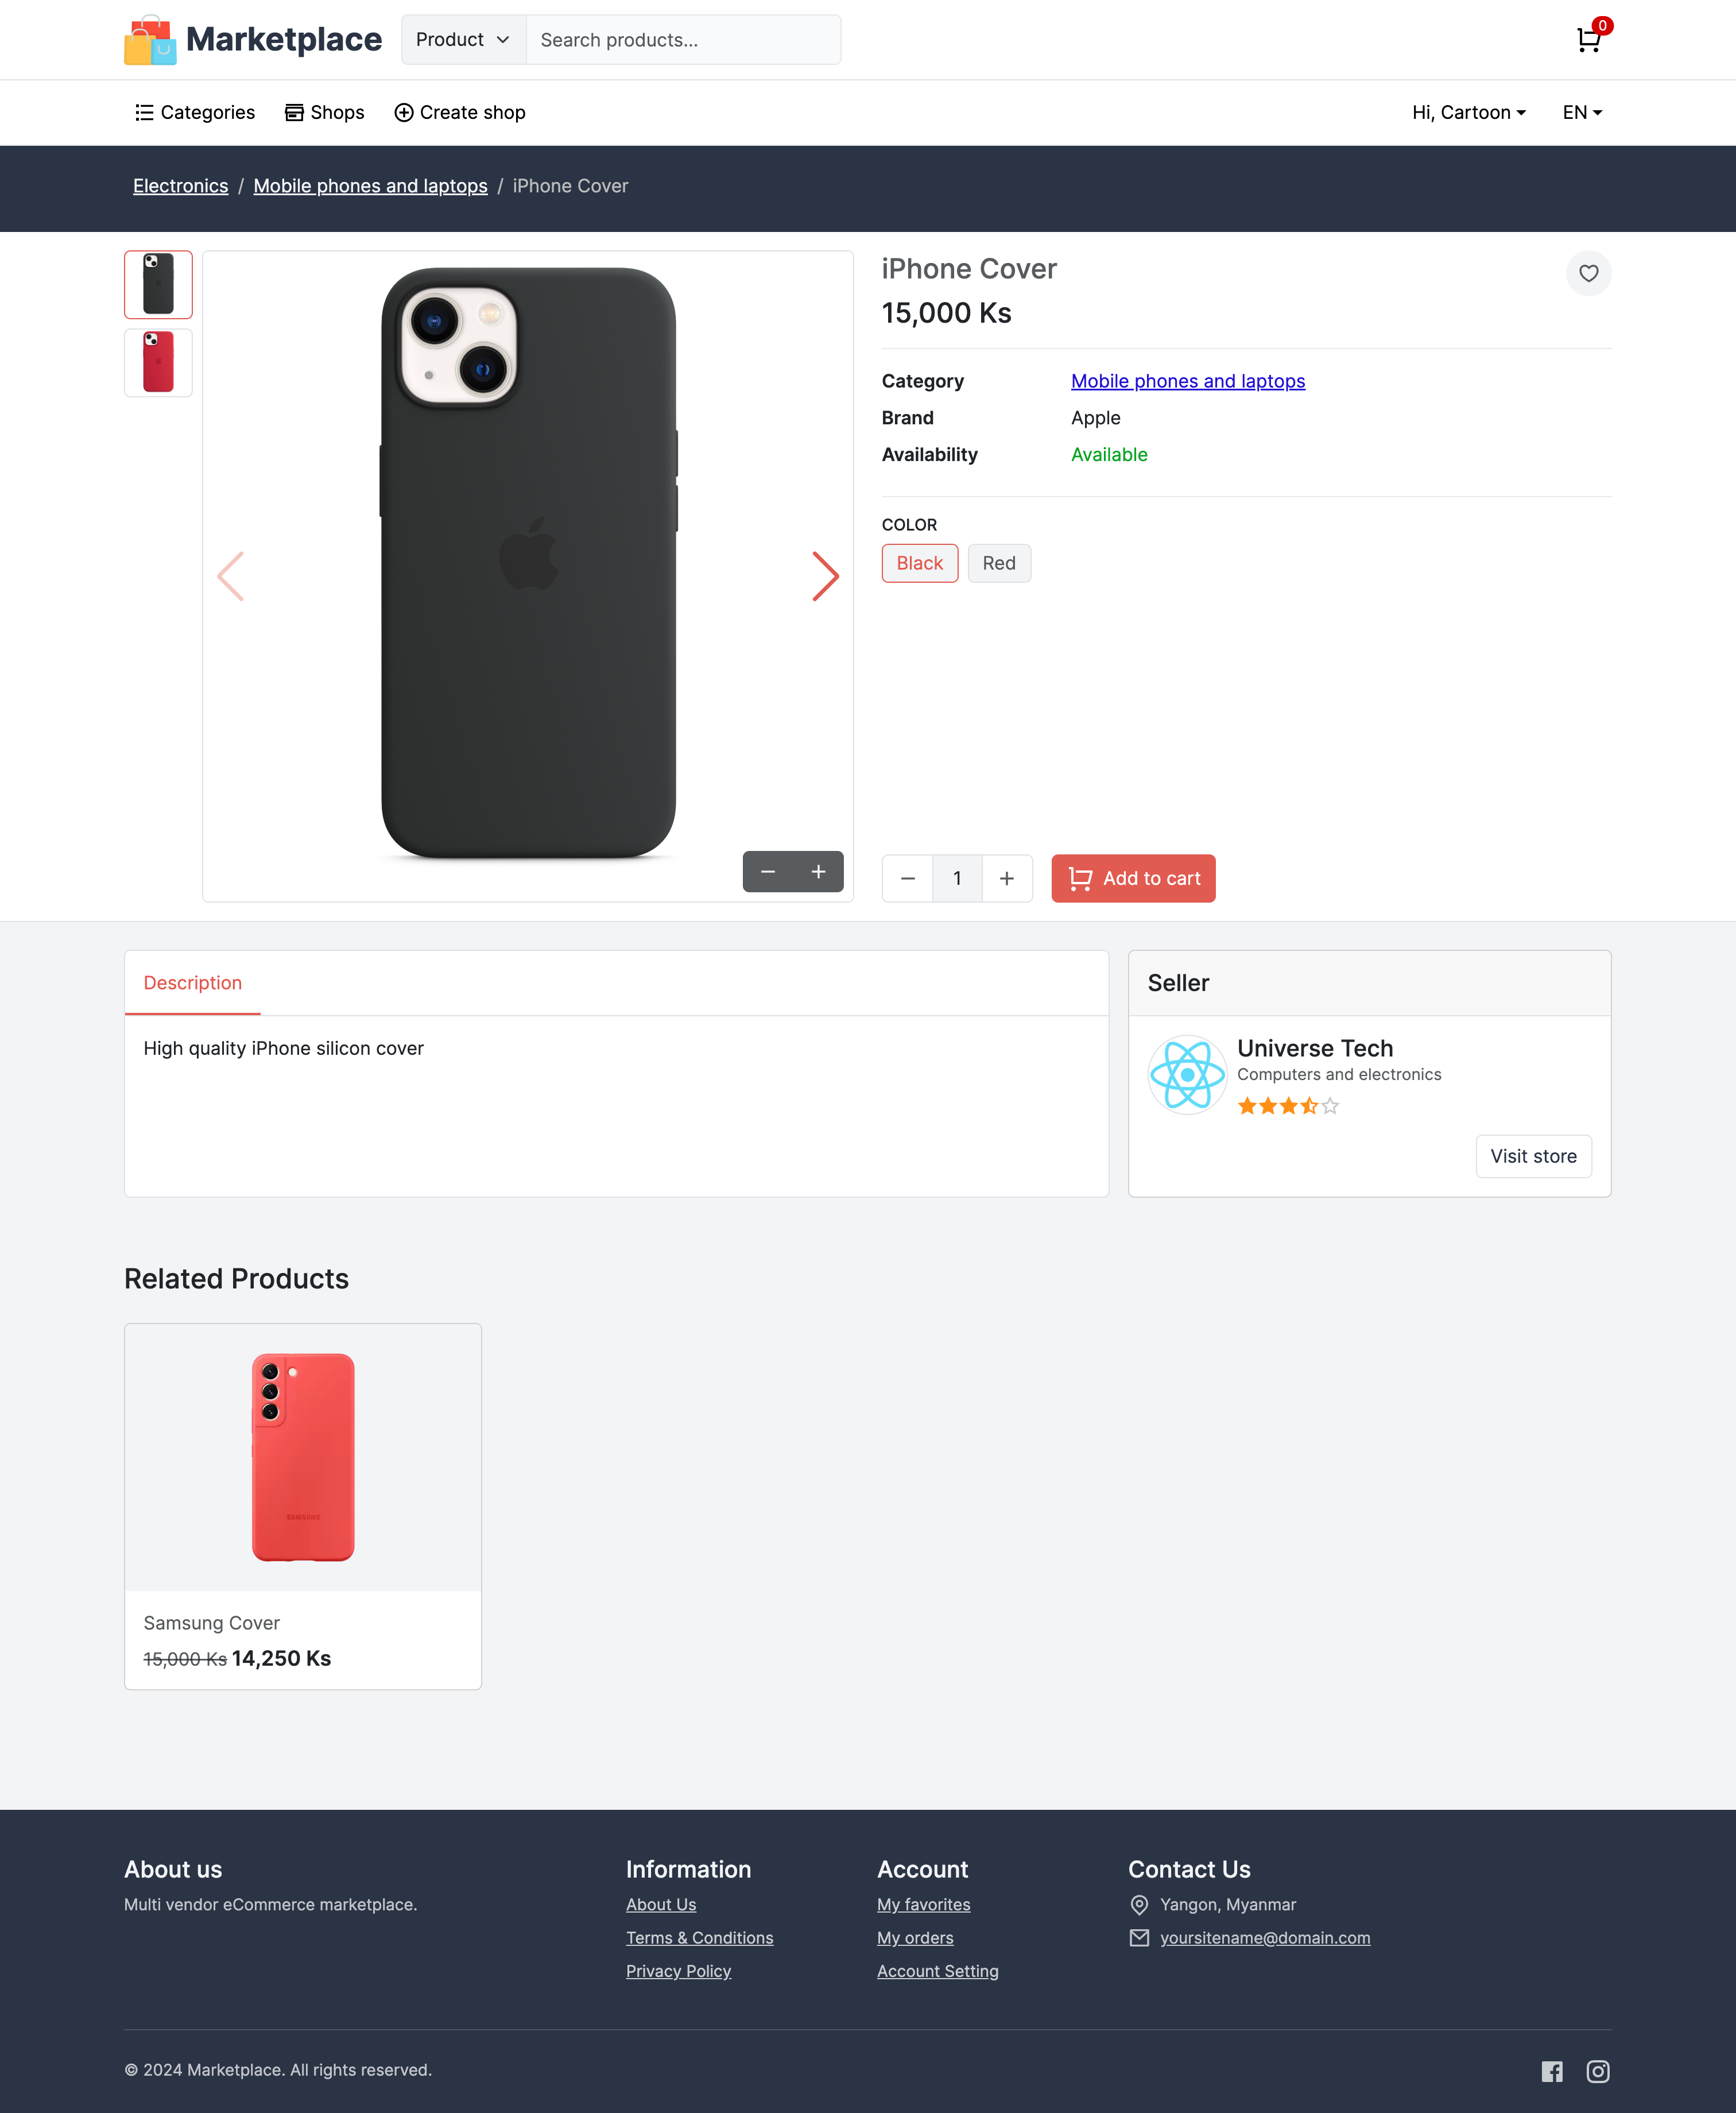 Marketplace
Product
Search products...
0
Categories
Shops
Create shop
Hi, Cartoon
EN
Electronics / Mobile phones and laptops / iPhone Cover
iPhone Cover
15,000 Ks
Category Mobile phones and laptops
Brand Apple
Availability Available
COLOR
Black Red
1
Add to cart
Description
High quality iPhone silicon cover
Seller
Universe Tech
Computers and electronics
Visit store
Related Products
SAMSUNG
Samsung Cover
15,000 Ks 14,250 Ks
About us
Multi vendor eCommerce marketplace.
Information
About Us
Terms & Conditions
Privacy Policy
Account
My favorites
My orders
Account Setting
Contact Us
Yangon, Myanmar
yoursitename@domain.com
© 2024 Marketplace. All rights reserved.